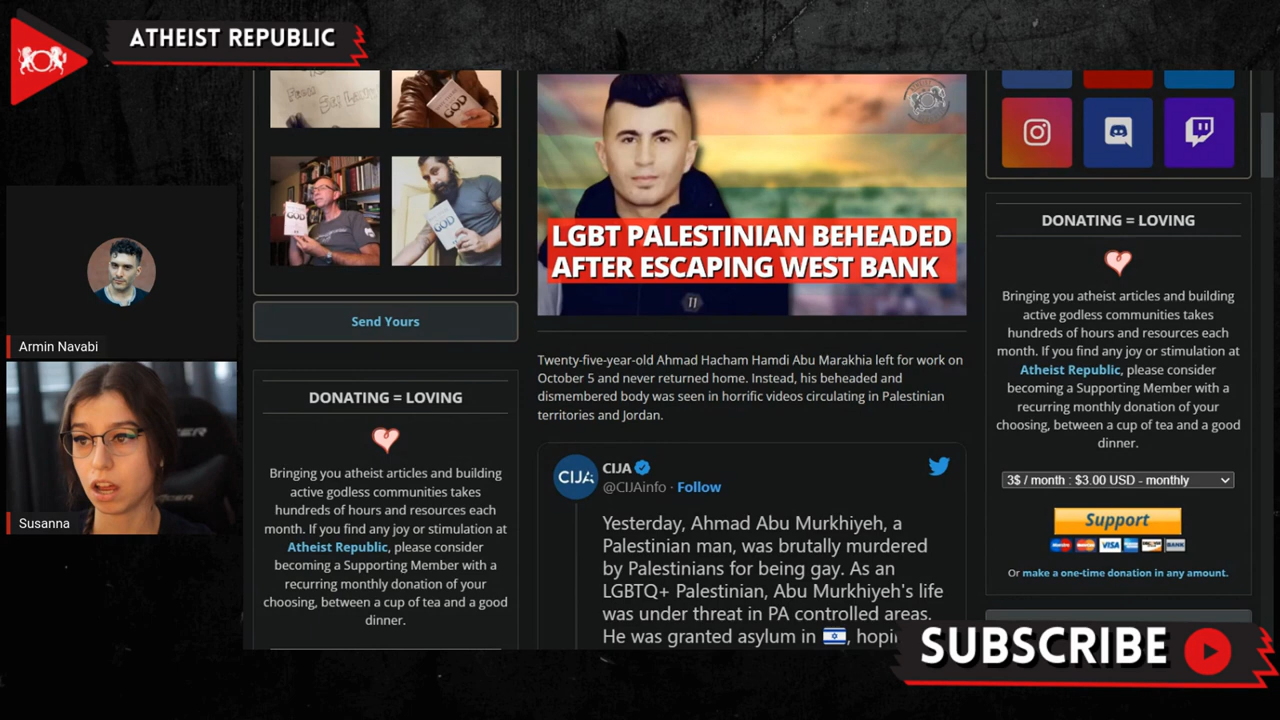 ATHEIST REPUBLIC
Armin Navabi
Susanna
GOD
GOD
GOD
Send Yours
DONATING = LOVING
Bringing you atheist articles and building
active godless communities takes
hundreds of hours and resources each
month. If you find any joy or stimulation at
Atheist Republic, please consider
becoming a Supporting Member with a
recurring monthly donation of your
choosing, between a cup of tea and a good
dinner.
LGBT PALESTINIAN BEHEADED
AFTER ESCAPING WEST BANK
Twenty-five-year-old Ahmad Hacham Hamdi Abu Marakhia left for work on
October 5 and never returned home. Instead, his beheaded and
dismembered body was seen in horrific videos circulating in Palestinian
territories and Jordan.
CIJA
CIJA
@CIJAinfo · Follow
Yesterday, Ahmad Abu Murkhiyeh, a
Palestinian man, was brutally murdered
by Palestinians for being gay. As an
LGBTQ+ Palestinian, Abu Murkhiyeh's life
was under threat in PA controlled areas.
He was granted asylum in 🇮🇱, hopi
DONATING = LOVING
Bringing you atheist articles and building
active godless communities takes
hundreds of hours and resources each
month. If you find any joy or stimulation at
Atheist Republic, please consider
becoming a Supporting Member with a
recurring monthly donation of your
choosing, between a cup of tea and a good
dinner.
3$ / month : $3.00 USD - monthly
Support
VISA
BANK
Or make a one-time donation in any amount.
SUBSCRIBE